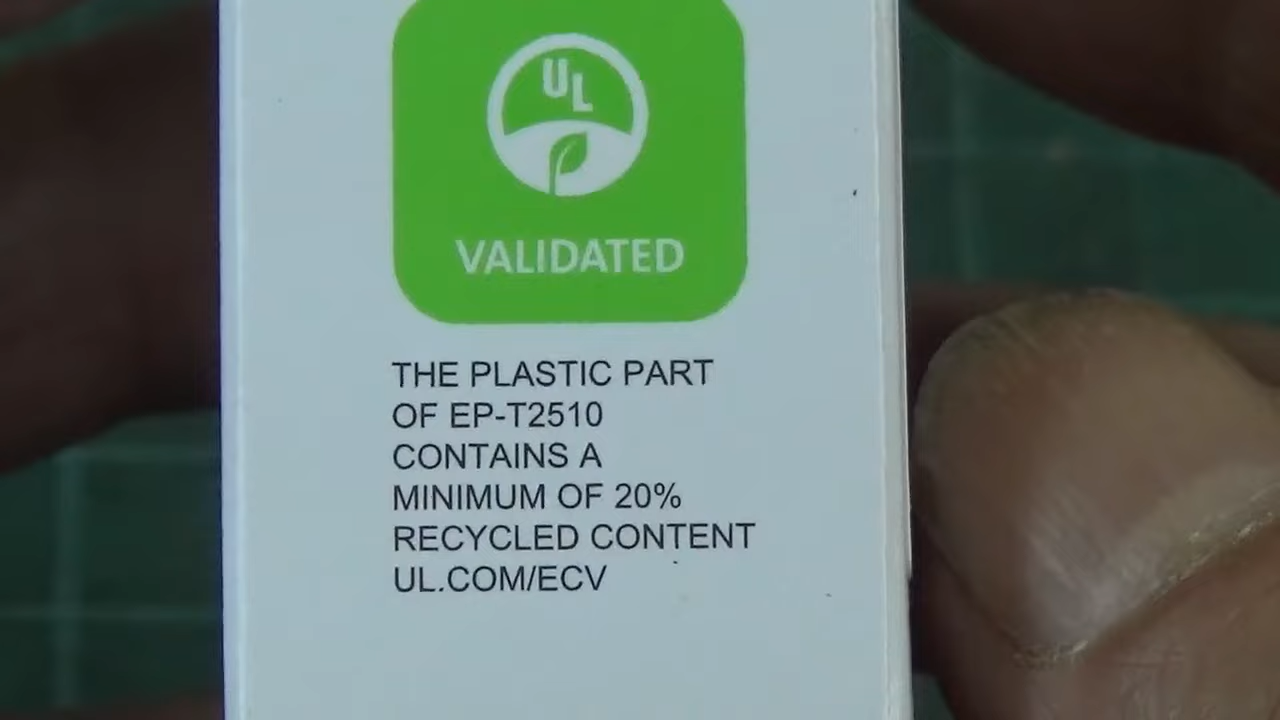 UL
VALIDATED
THE PLASTIC PART
OF EP-T2510
CONTAINS A
MINIMUM OF 20%
RECYCLED CONTENT
UL.COM/ECV